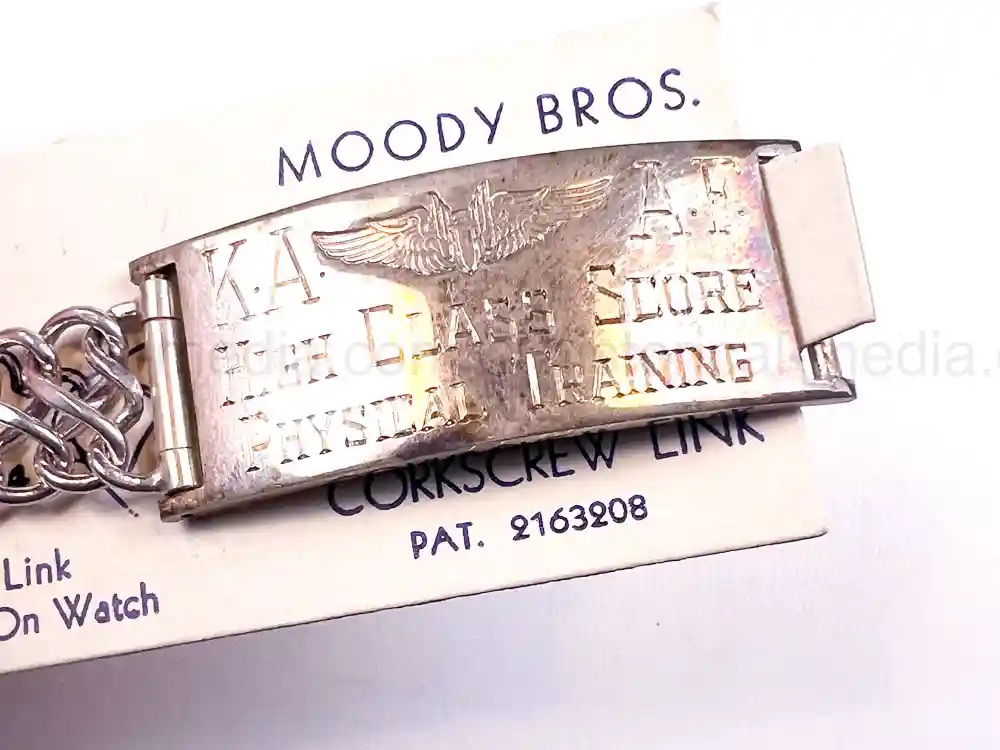 MOODY BROS.
K.A. A.F.
HIGH CLASS SCORE
PHYSICAL TRAINING
CORKSCREW LINK
PAT. 2163208
Link
On Watch